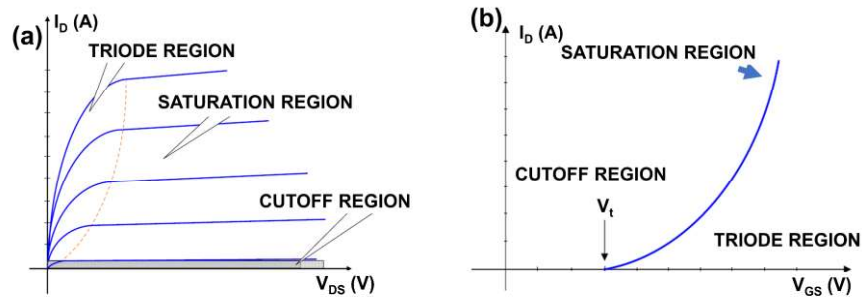 (a)
I_D (A)
TRIODE REGION
SATURATION REGION
CUTOFF REGION
V_DS (V)
(b)
I_D (A)
SATURATION REGION
CUTOFF REGION
V_t
TRIODE REGION
V_GS (V)